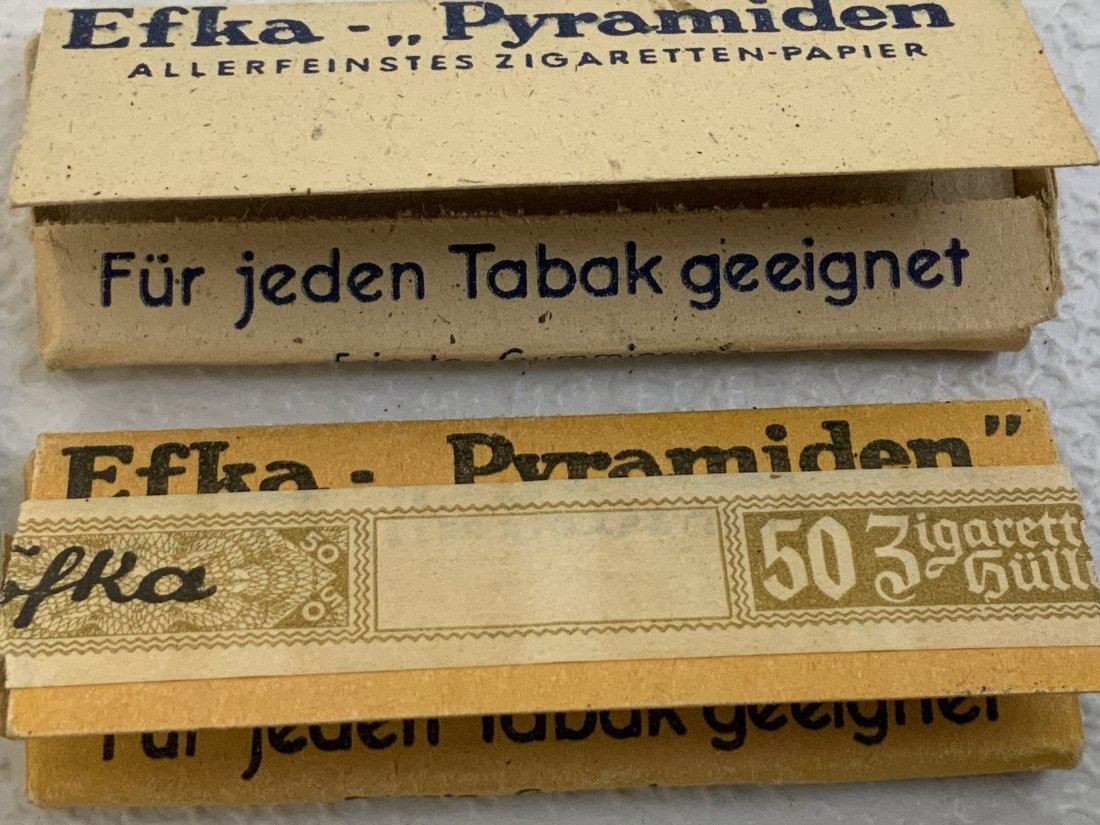 Efka - „Pyramiden
ALLERFEINSTES ZIGARETTEN-PAPIER
Für jeden Tabak geeignet
Efka - „Pyramiden”
Efka
50
50
50 Zigarett
Hüll
Für jeden Tabak geeignet